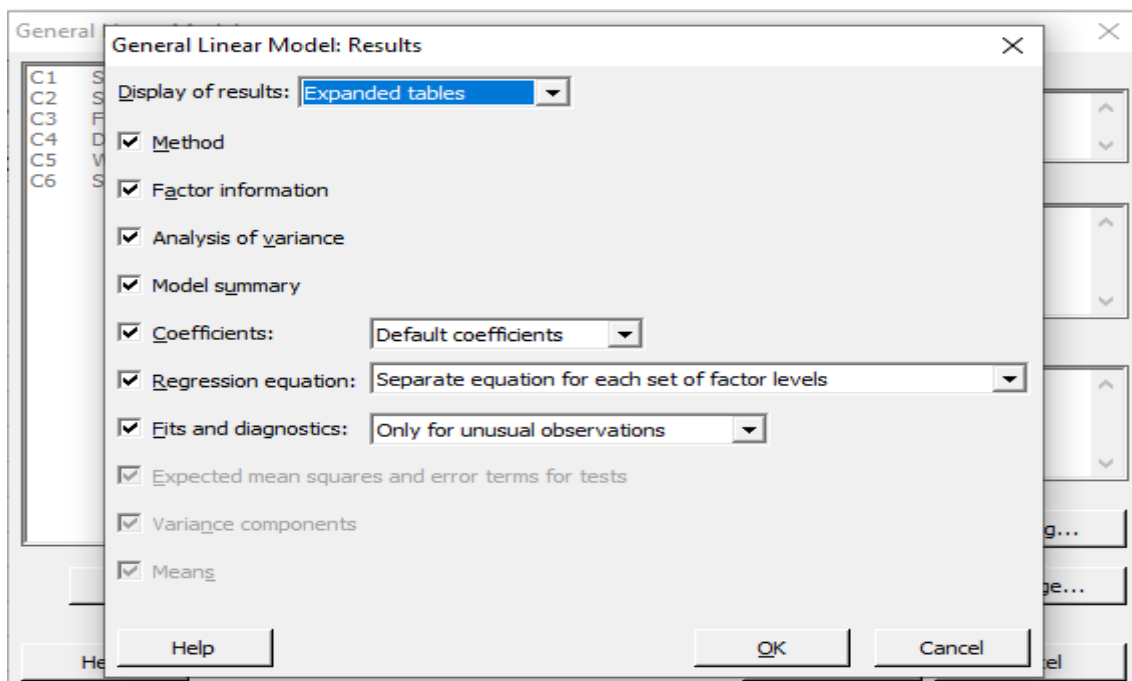 General
General Linear Model: Results
C1 S
C2 S
C3 F
C4 D
C5 W
C6 S
Display of results: Expanded tables
Method
Factor information
Analysis of variance
Model summary
Coefficients: Default coefficients
Regression equation: Separate equation for each set of factor levels
Fits and diagnostics: Only for unusual observations
Expected mean squares and error terms for tests
Variance components
Means
g...
ge...
Help OK Cancel
He
el